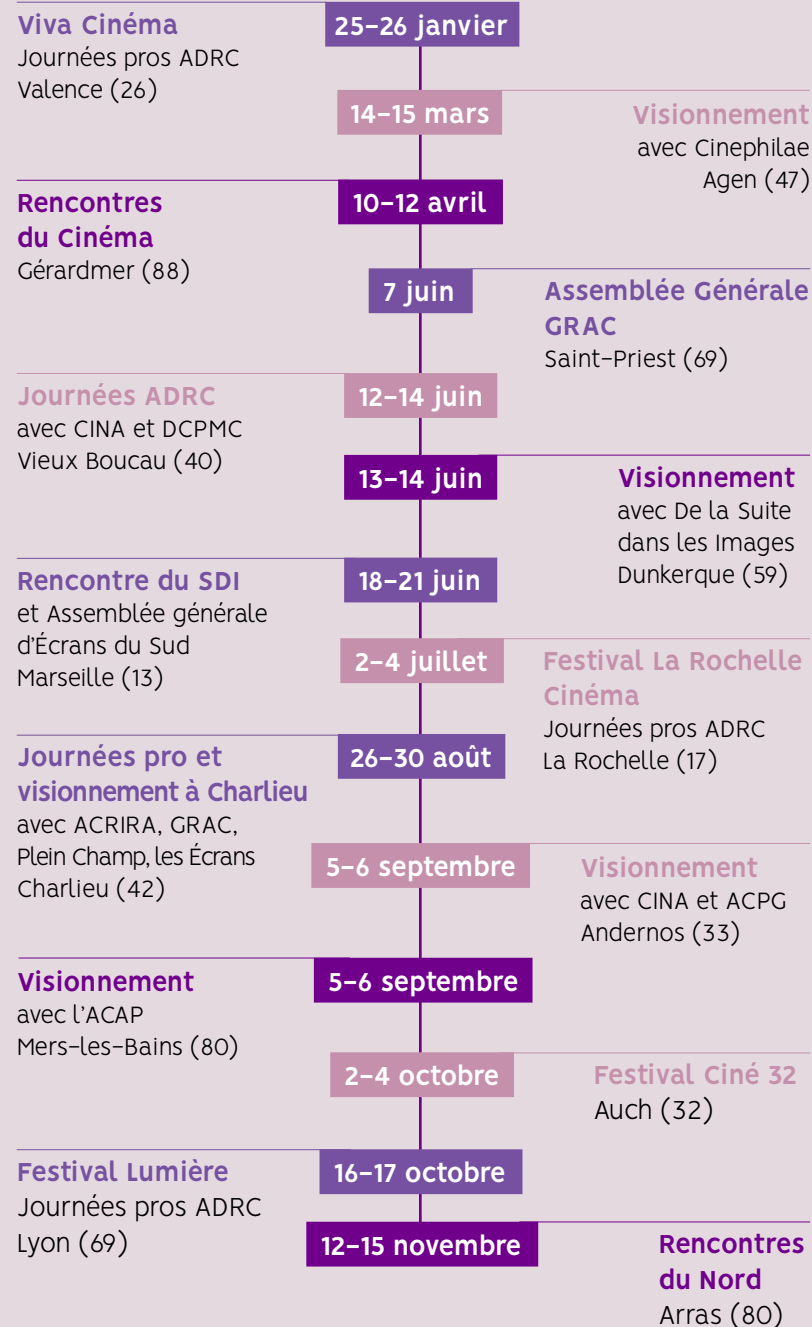 Viva Cinéma
Journées pros ADRC
Valence (26)
25–26 janvier
14–15 mars
Visionnement
avec Cinephilae
Agen (47)
Rencontres
du Cinéma
Gérardmer (88)
10–12 avril
7 juin
Assemblée Générale
GRAC
Saint–Priest (69)
Journées ADRC
avec CINA et DCPMC
Vieux Boucau (40)
12–14 juin
13–14 juin
Visionnement
avec De la Suite
dans les Images
Dunkerque (59)
Rencontre du SDI
et Assemblée générale
d'Écrans du Sud
Marseille (13)
18–21 juin
2–4 juillet
Festival La Rochelle
Cinéma
Journées pros ADRC
La Rochelle (17)
Journées pro et
visionnement à Charlieu
avec ACRIRA, GRAC,
Plein Champ, les Écrans
Charlieu (42)
26–30 août
5–6 septembre
Visionnement
avec CINA et ACPG
Andernos (33)
Visionnement
avec l'ACAP
Mers–les–Bains (80)
5–6 septembre
2–4 octobre
Festival Ciné 32
Auch (32)
Festival Lumière
Journées pros ADRC
Lyon (69)
16–17 octobre
12–15 novembre
Rencontres
du Nord
Arras (80)